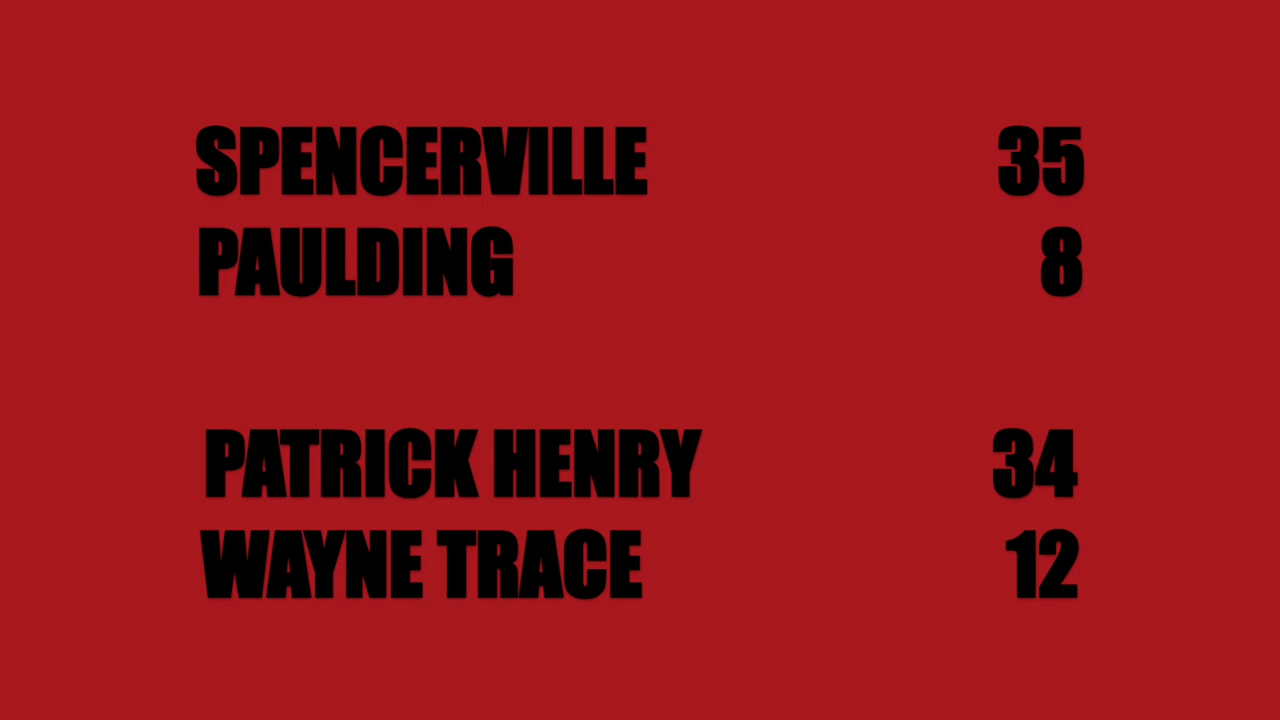 SPENCERVILLE 35
PAULDING 8
PATRICK HENRY 34
WAYNE TRACE 12